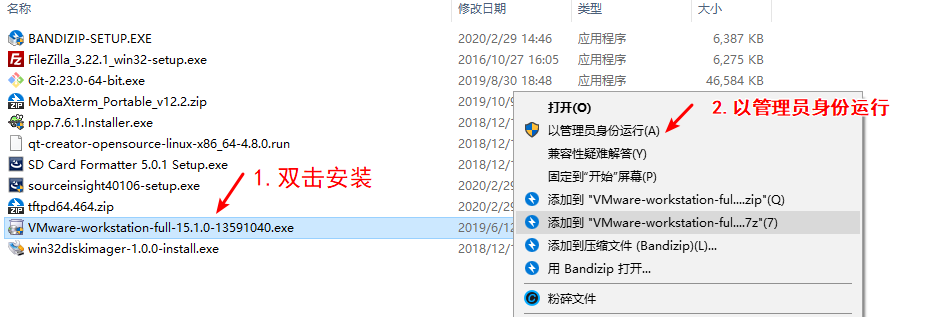 名称 修改日期 类型 大小
BANDIZIP-SETUP.EXE 2020/2/29 14:46 应用程序 6,387 KB
FileZilla_3.22.1_win32-setup.exe 2016/10/27 16:05 应用程序 6,275 KB
Git-2.23.0-64-bit.exe 2019/8/30 18:48 应用程序 46,584 KB
MobaXterm_Portable_v12.2.zip 2019/10/
npp.7.6.1.Installer.exe 2018/12/1
qt-creator-opensource-linux-x86_64-4.8.0.run 2018/12/1
SD Card Formatter 5.0.1 Setup.exe 2018/12/1
sourceinsight40106-setup.exe 2020/2/29
tftpd64.464.zip 2020/2/29
VMware-workstation-full-15.1.0-13591040.exe 2019/6/12
win32diskimager-1.0.0-install.exe 2018/12/1
1. 双击安装
打开(O)
以管理员身份运行(A)
2. 以管理员身份运行
兼容性疑难解答(Y)
固定到"开始"屏幕(P)
添加到 "VMware-workstation-ful....zip"(Q)
添加到 "VMware-workstation-ful....7z"(7)
添加到压缩文件 (Bandizip)(L)...
用 Bandizip 打开...
粉碎文件